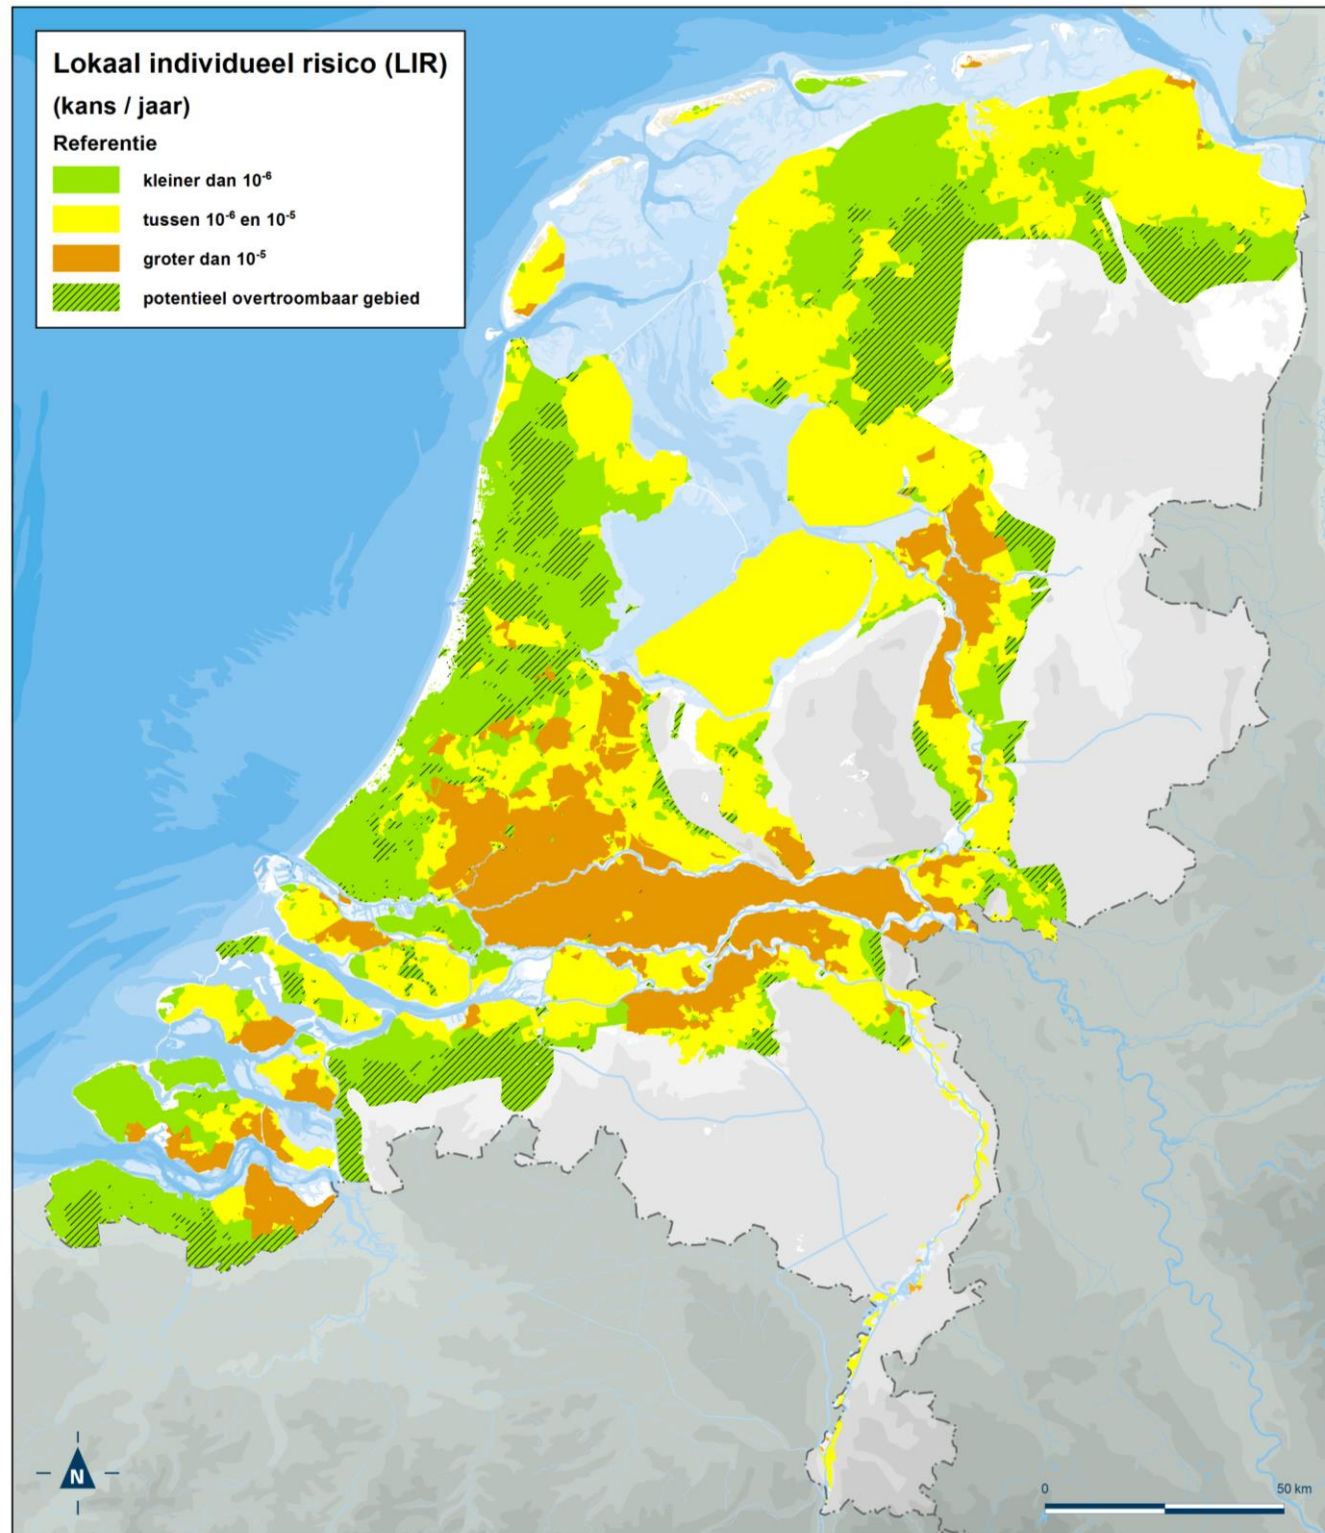 Lokaal individueel risico (LIR)
(kans / jaar)
Referentie
kleiner dan 10⁻⁶
tussen 10⁻⁶ en 10⁻⁵
groter dan 10⁻⁵
potentieel overtroombaar gebied
N
0 50 km